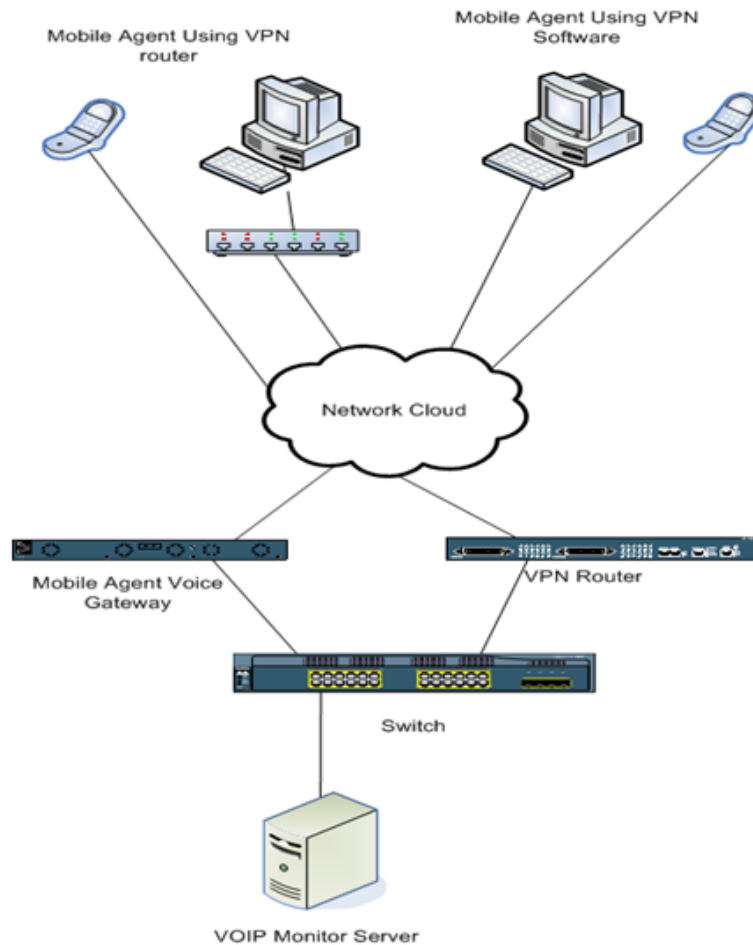 Mobile Agent Using VPN
router
Mobile Agent Using VPN
Software
Network Cloud
Mobile Agent Voice
Gateway
VPN Router
Switch
VOIP Monitor Server